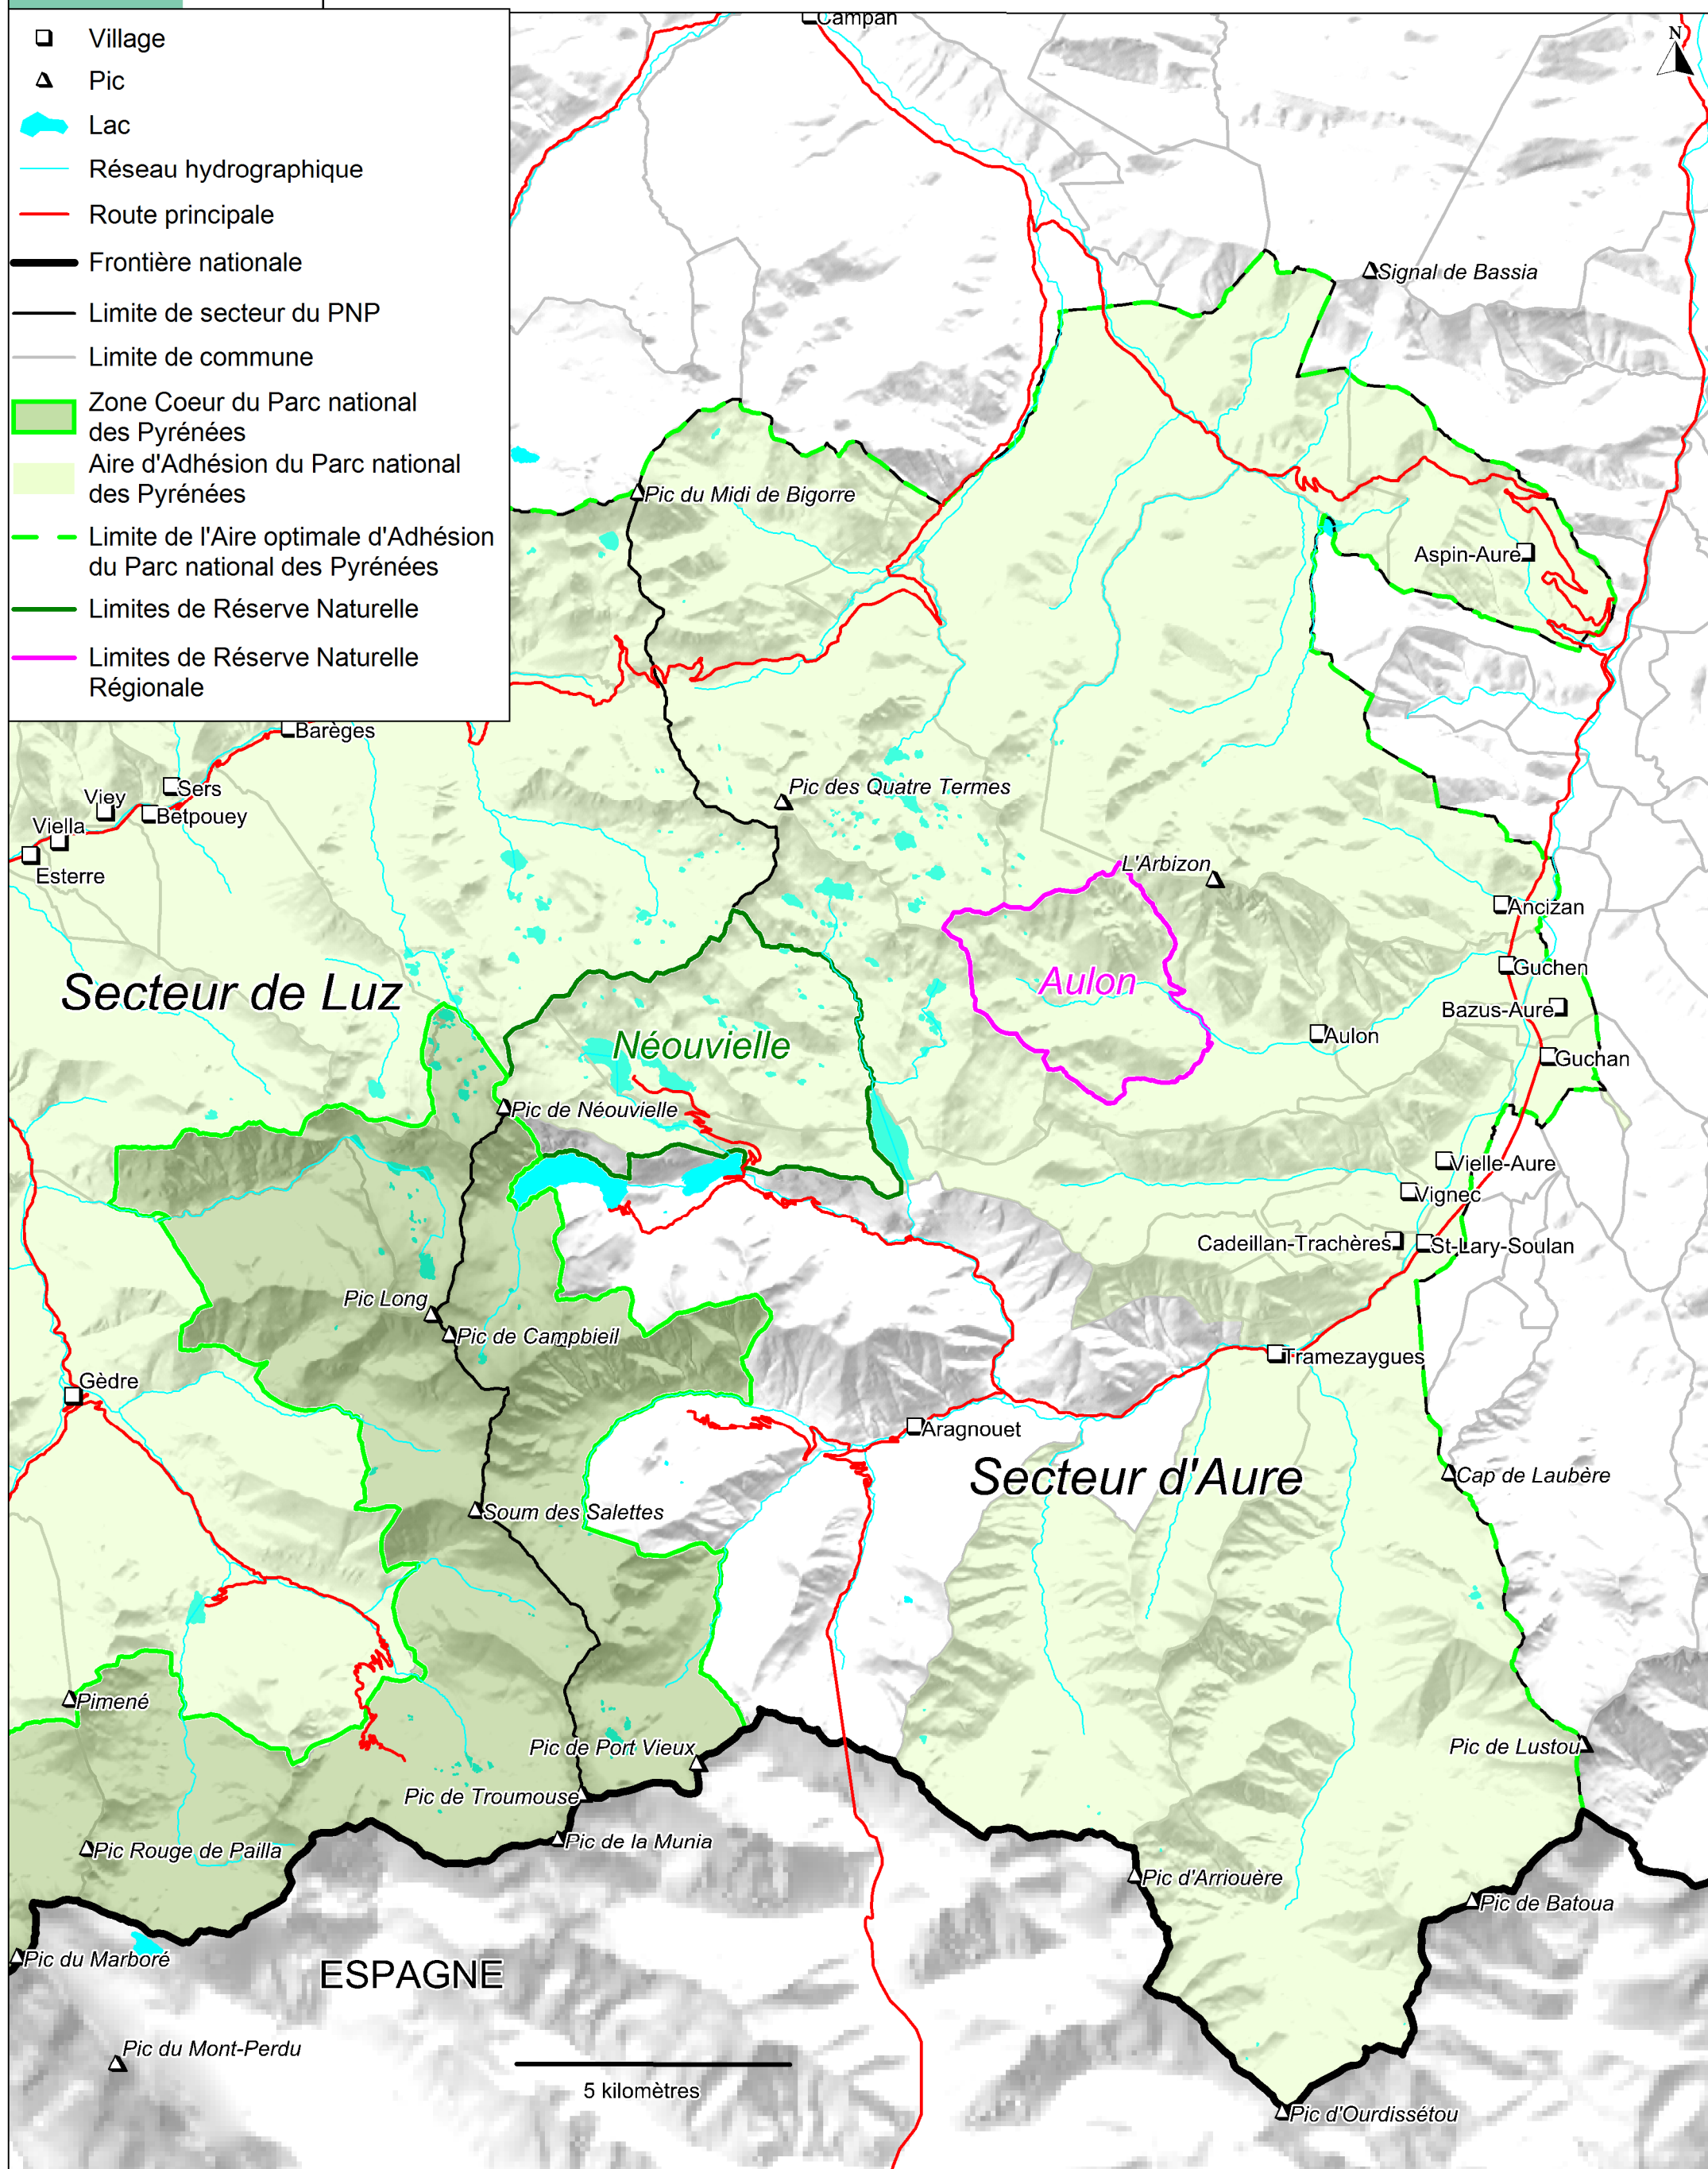 Village
Pic
Lac
Réseau hydrographique
Route principale
Frontière nationale
Limite de secteur du PNP
Limite de commune
Zone Coeur du Parc national
des Pyrénées
Aire d'Adhésion du Parc national
des Pyrénées
Limite de l'Aire optimale d'Adhésion
du Parc national des Pyrénées
Limites de Réserve Naturelle
Limites de Réserve Naturelle
Régionale
Campan
N
Signal de Bassia
Pic du Midi de Bigorre
Aspin-Aure
Barèges
Sers
Viey
Betpouey
Viella
Esterre
Pic des Quatre Termes
L'Arbizon
Ancizan
Guchen
Secteur de Luz
Aulon
Bazus-Aure
Néouvielle
Aulon
Guchan
Pic de Néouvielle
Vielle-Aure
Vignec
Cadeillan-Trachères
St-Lary-Soulan
Pic Long
Pic de Campbieil
Tramezaygues
Gèdre
Aragnouet
Secteur d'Aure
Cap de Laubère
Soum des Salettes
Pimené
Pic de Port Vieux
Pic de Lustou
Pic de Troumouse
Pic de la Munia
Pic Rouge de Pailla
Pic d'Arriouère
Pic de Batoua
Pic du Marboré
ESPAGNE
Pic du Mont-Perdu
5 kilomètres
Pic d'Ourdissétou